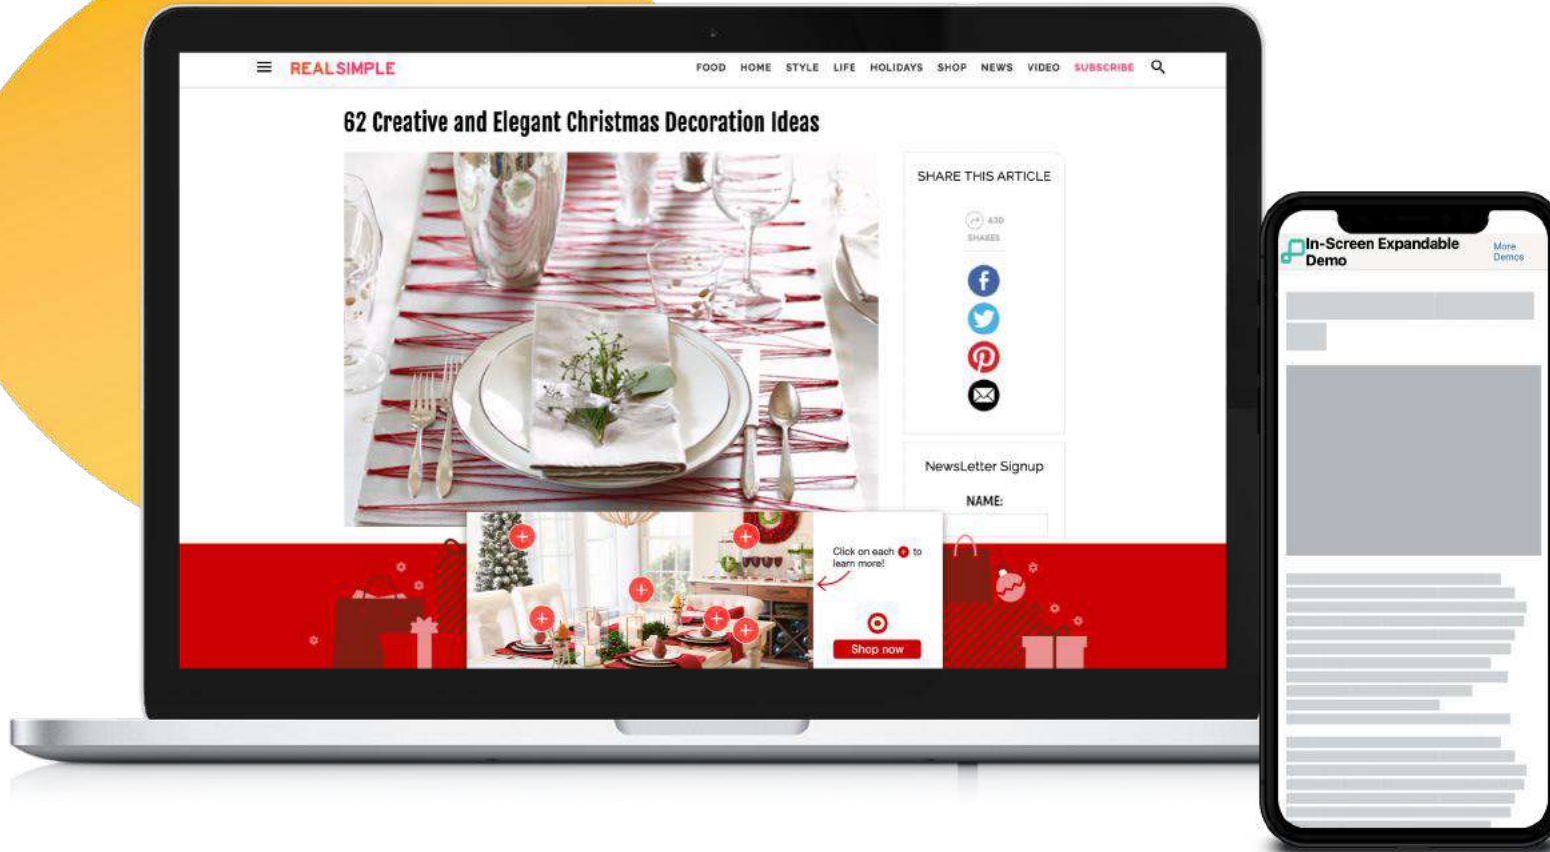 REALSIMPLE
FOOD HOME STYLE LIFE HOLIDAYS SHOP NEWS VIDEO SUBSCRIBE
62 Creative and Elegant Christmas Decoration Ideas
SHARE THIS ARTICLE
630
SHARES
NewsLetter Signup
NAME:
Click on each + to
learn more!
Shop now
In-Screen Expandable
Demo
More
Demos